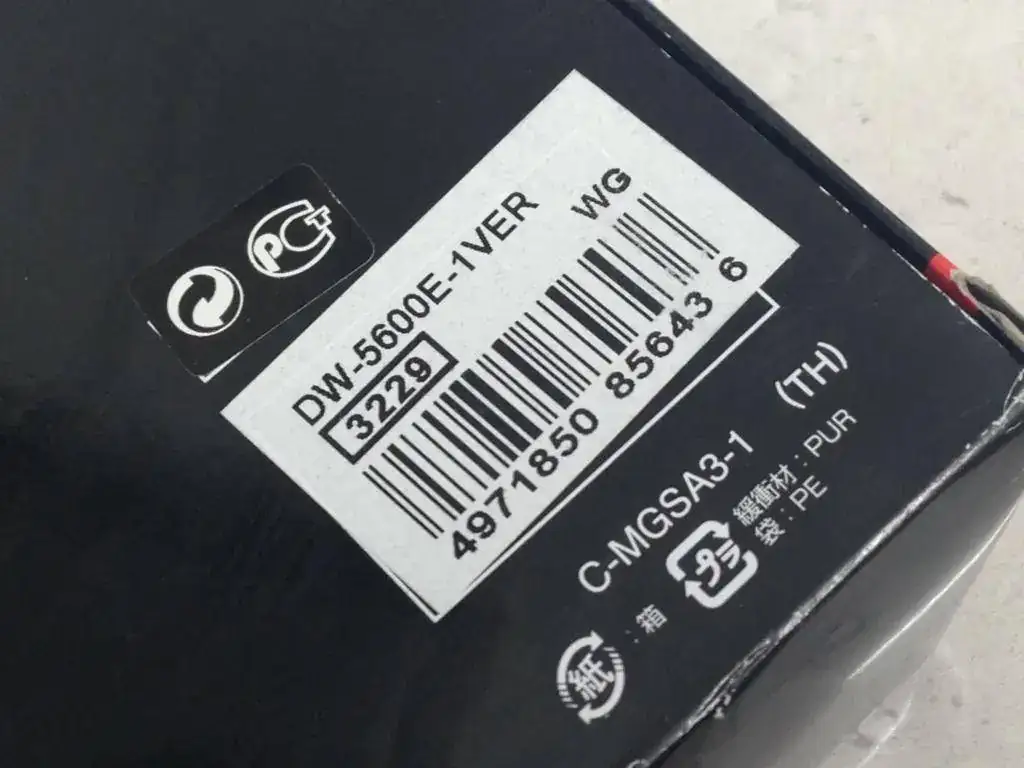 PCT
DW-5600E-1VER WG
3229
4971850 85643 6
C-MGSA3-1 (TH)
紙 : 箱
プラ 緩衝材 : PUR
袋 : PE